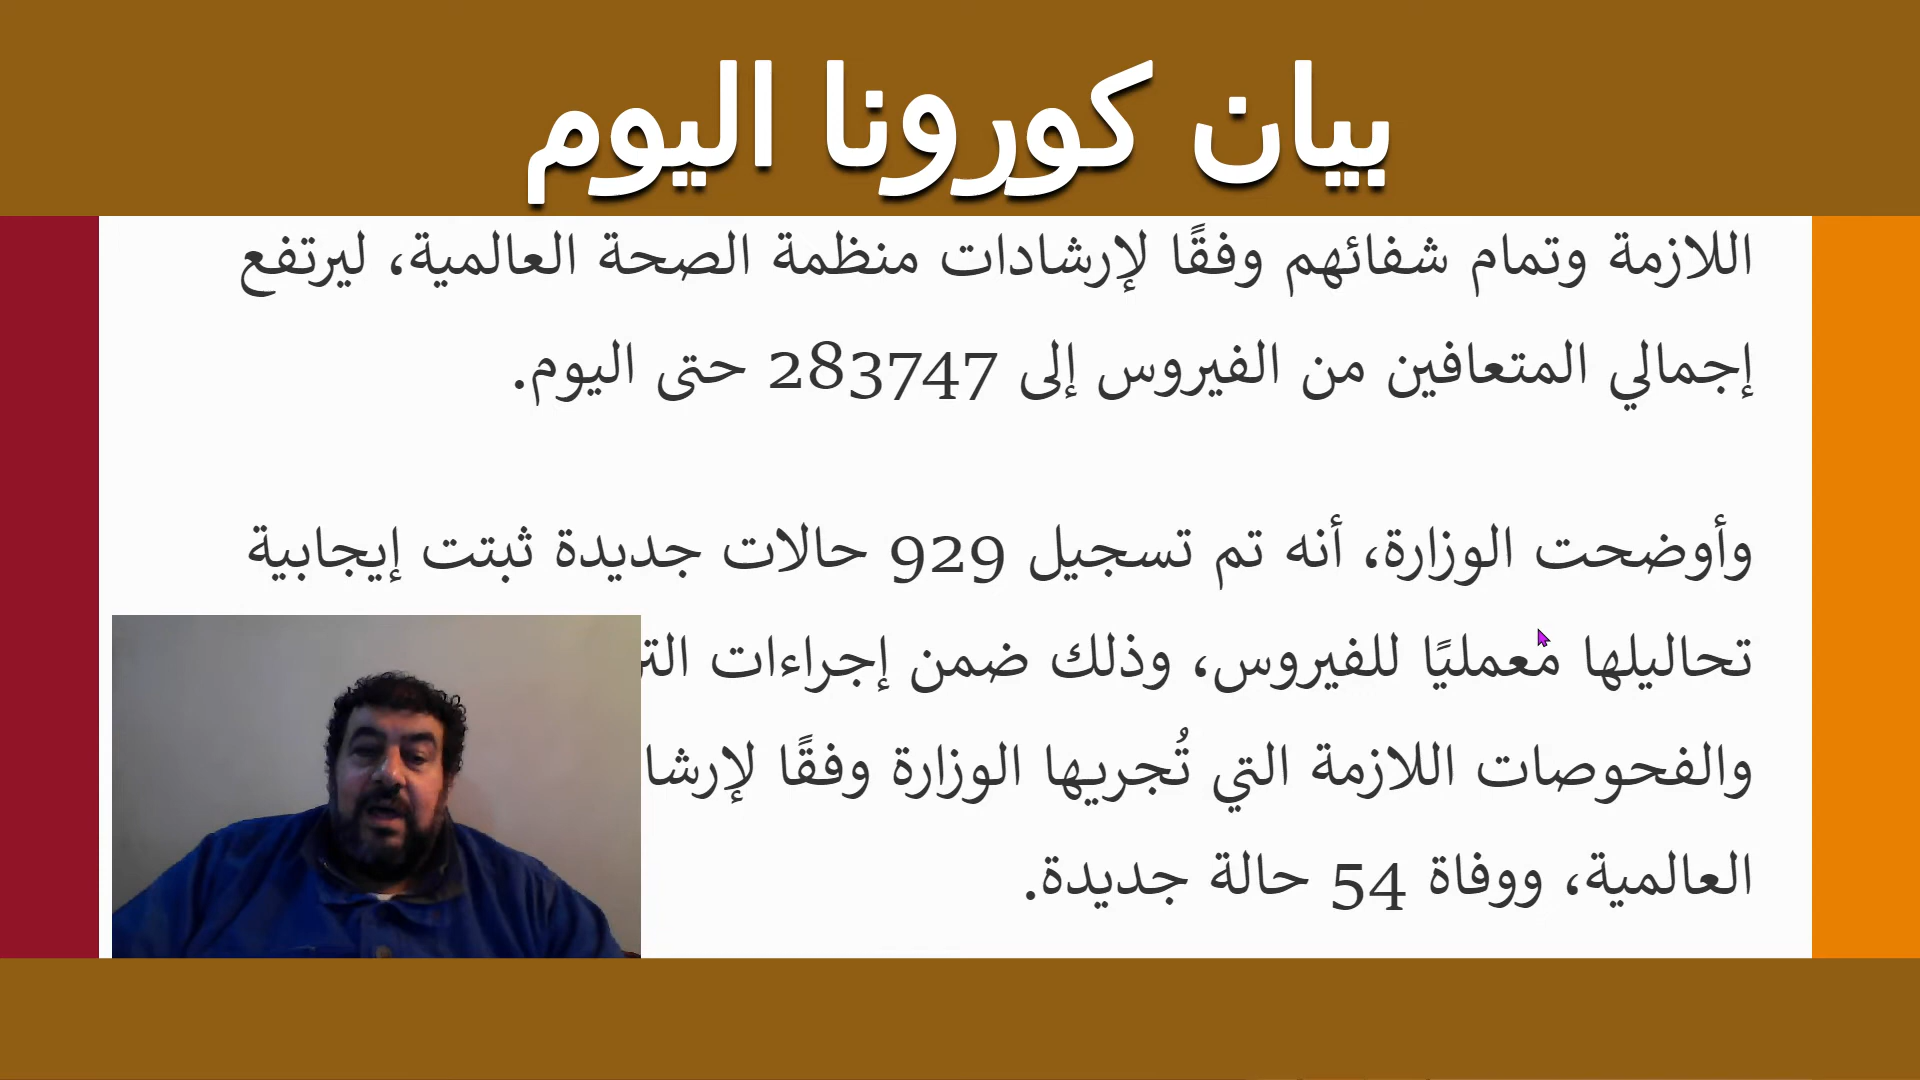 بيان كورونا اليوم
اللازمة وتمام شفائهم وفقًا لإرشادات منظمة الصحة العالمية، ليرتفع
إجمالي المتعافين من الفيروس إلى 283747 حتى اليوم.
وأوضحت الوزارة، أنه تم تسجيل 929 حالات جديدة ثبتت إيجابية
تحاليلها معمليًا للفيروس، وذلك ضمن إجراءات
والفحوصات اللازمة التي تُجريها الوزارة وفقًا
العالمية، ووفاة 54 حالة جديدة.